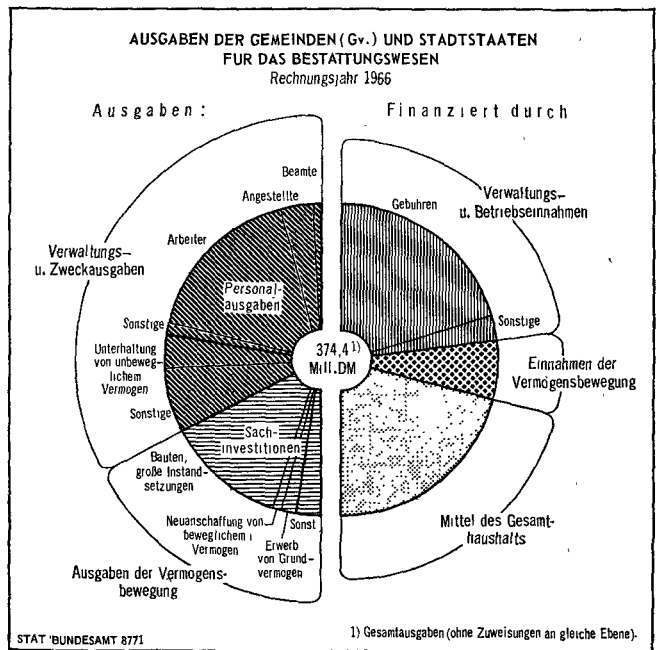 AUSGABEN DER GEMEINDEN (Gv.) UND STADTSTAATEN
FUR DAS BESTATTUNGSWESEN
Rechnungsjahr 1966
Ausgaben:
Finanziert durch
Beamte
Angestellte
Arbeiter
Verwaltungs-
u. Zweckausgaben
Personal-
ausgaben
Sonstige
Unterhaltung
von unbeweg-
lichem
Vermogen
Sonstige
Sach-
investitionen
Bauten,
große Instand-
setzungen
Neuanschaffung von
beweglichem
Vermogen
Sonst
Erwerb
von Grund-
vermogen
Ausgaben der Vermogens-
bewegung
374,4 1)
Mill.DM
Gebuhren
Verwaltungs-
u. Betriebseinnahmen
Sonstige
Einnahmen der
Vermögensbewegung
Mittel des Gesamt-
haushalts
STAT BUNDESAMT 8771
1) Gesamtausgaben (ohne Zuweisungen an gleiche Ebene).